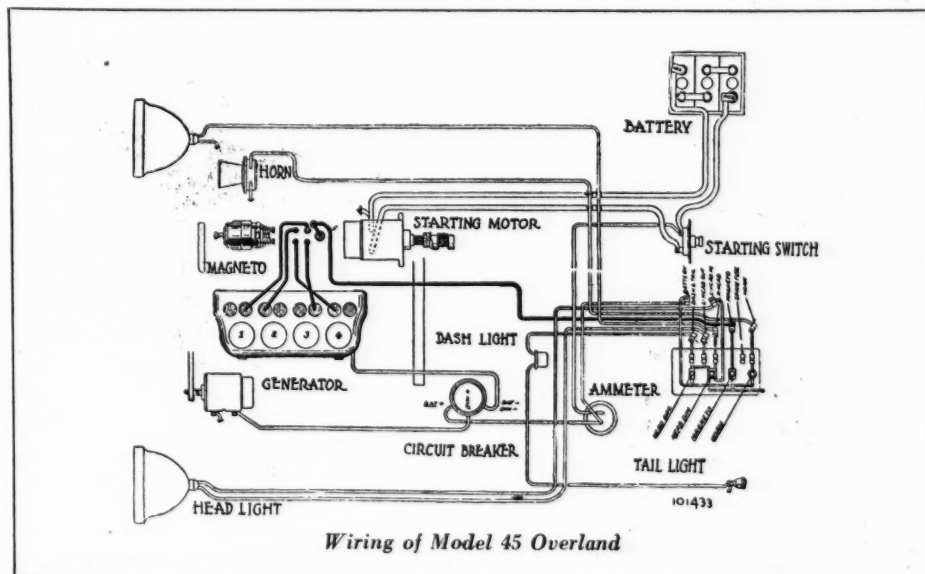 BATTERY
HORN
STARTING MOTOR
STARTING SWITCH
MAGNETO
1 2 3 4
DASH LIGHT
GENERATOR
AMMETER
BAT+
CIRCUIT BREAKER
TAIL LIGHT
HEAD LIGHT
101433
Wiring of Model 45 Overland